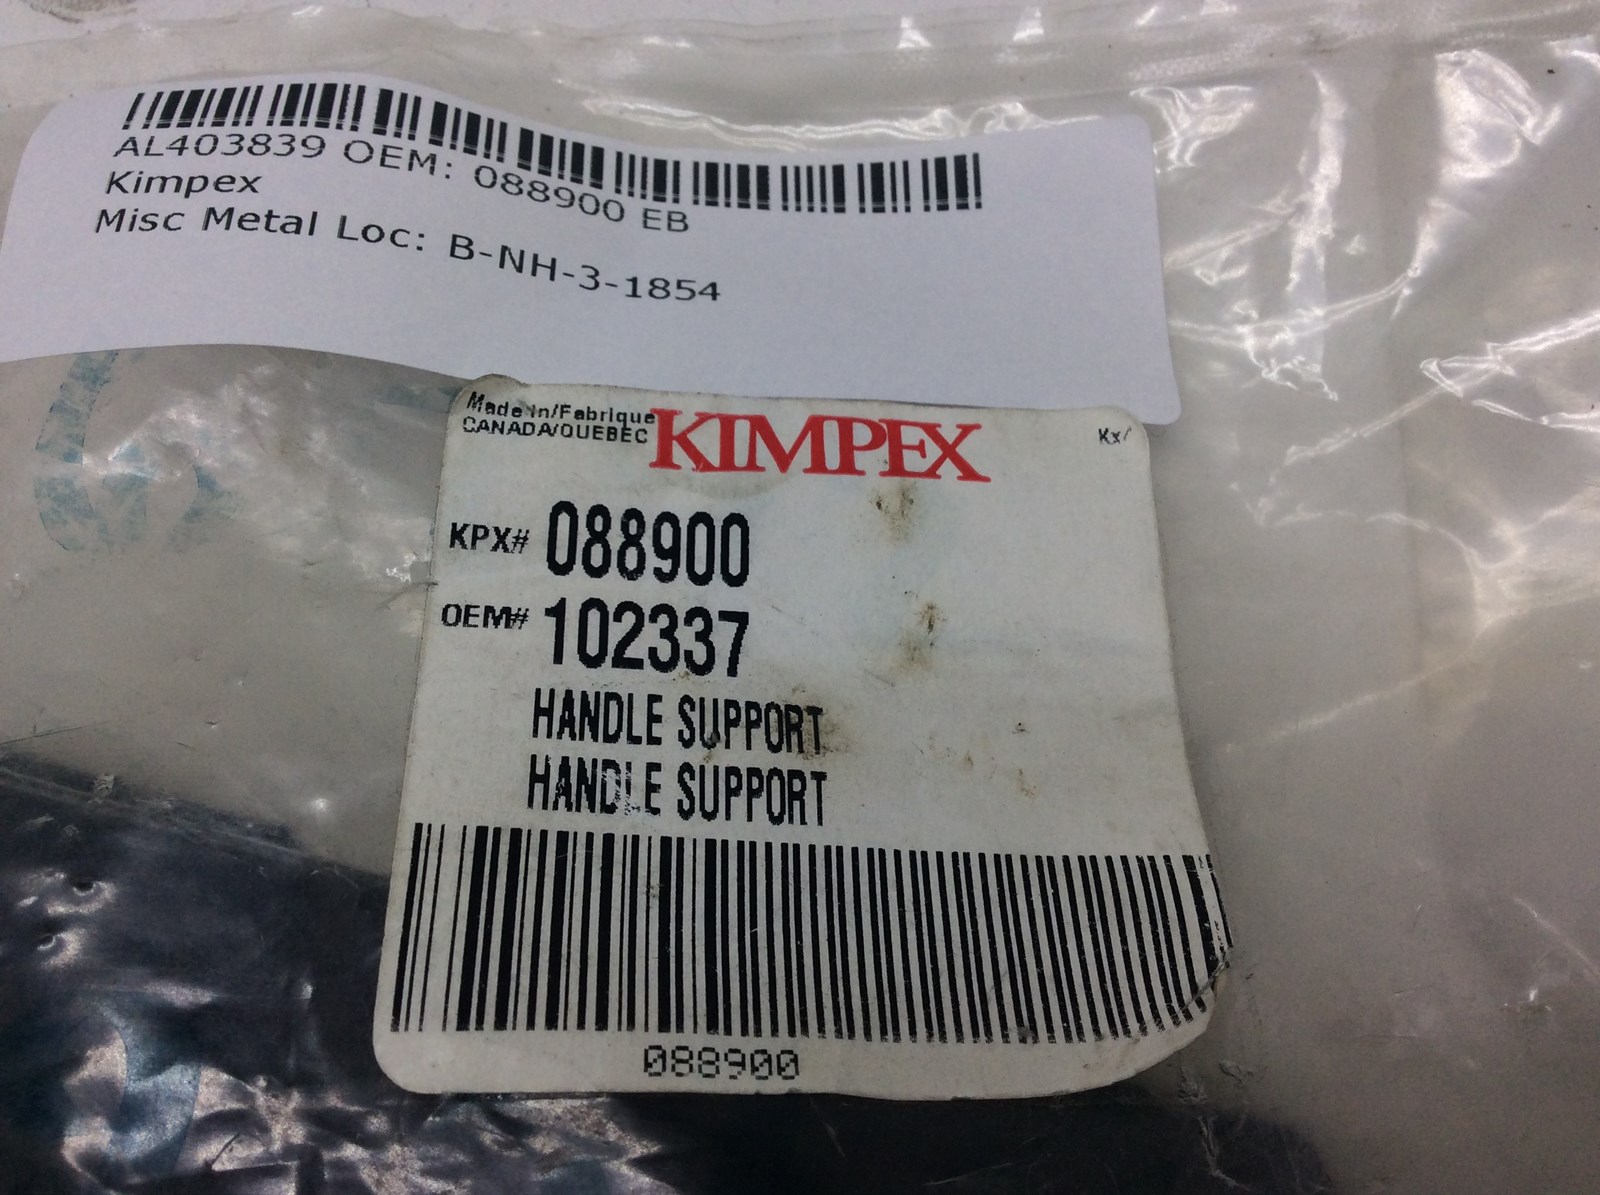 AL403839 OEM: 088900 EB
Kimpex
Misc Metal Loc: B-NH-3-1854
Made in/Fabrique
CANADA/QUEBEC
KIMPEX
Kx/
KPX# 088900
OEM# 102337
HANDLE SUPPORT
HANDLE SUPPORT
088900